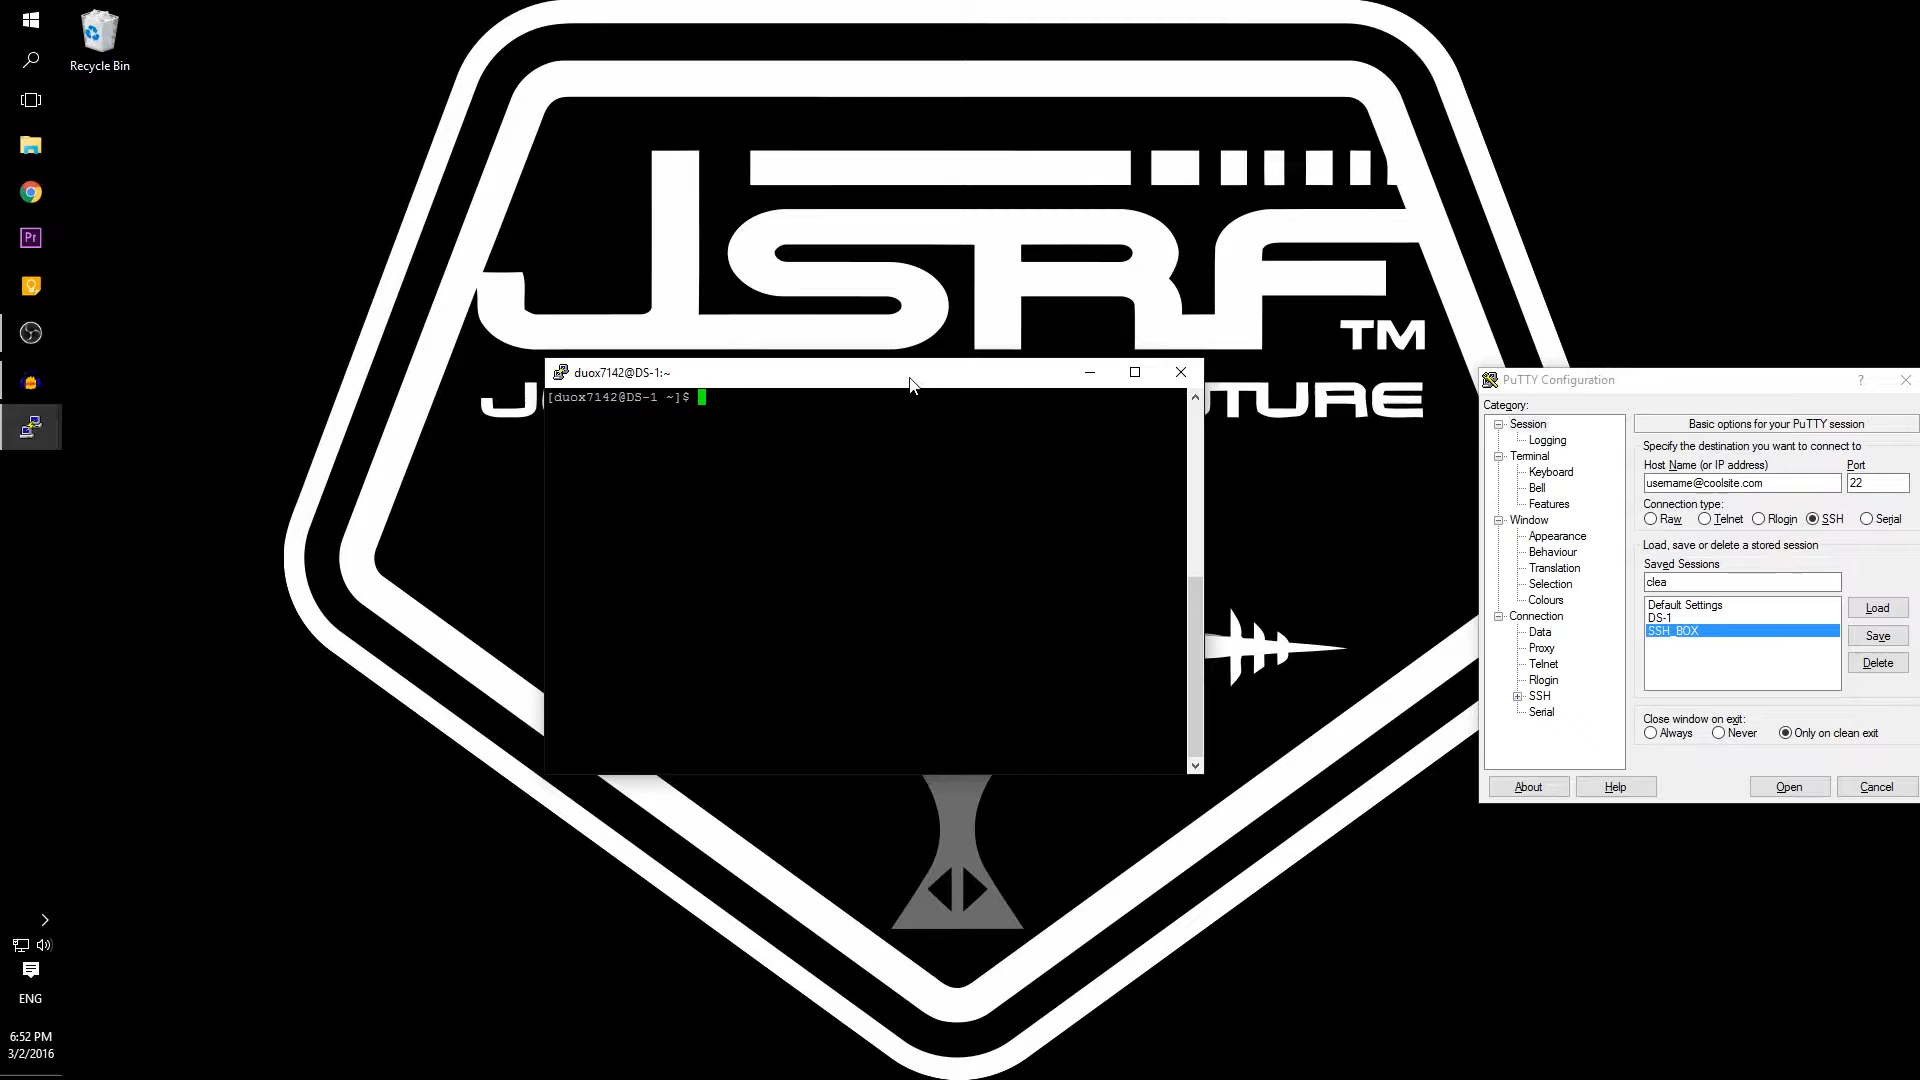 Recycle Bin
Pr
JSRF
TM
J
TURE
duox7142@DS-1:~
[duox7142@DS-1 ~]$
PuTTY Configuration
?
Category:
Session
Logging
Terminal
Keyboard
Bell
Features
Window
Appearance
Behaviour
Translation
Selection
Colours
Connection
Data
Proxy
Telnet
Rlogin
SSH
Serial
Basic options for your PuTTY session
Specify the destination you want to connect to
Host Name (or IP address) Port
username@coolsite.com 22
Connection type:
Raw Telnet Rlogin SSH Serial
Load, save or delete a stored session
Saved Sessions
clea
Default Settings
DS-1
SSH_BOX
Load
Save
Delete
Close window on exit:
Always Never Only on clean exit
About Help Open Cancel
ENG
6:52 PM
3/2/2016